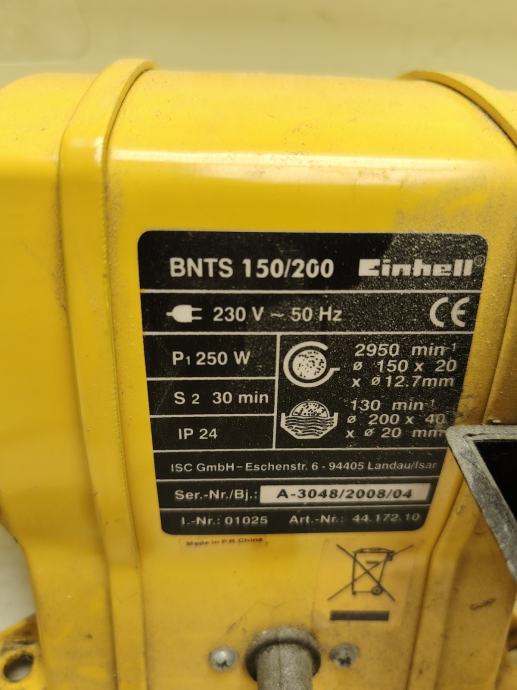 BNTS 150/200 Einhell®
230 V ~ 50 Hz CE
P1 250 W
S2 30 min
IP 24
2950 min-1
ø 150 x 20
x ø 12.7mm
130 min-1
ø 200 x 40
x ø 20 mm
ISC GmbH – Eschenstr. 6 - 94405 Landau/Isar
Ser.-Nr./Bj.: A-3048/2008/04
I.-Nr.: 01025 Art.-Nr.: 44.172.10
Made in P.R.China